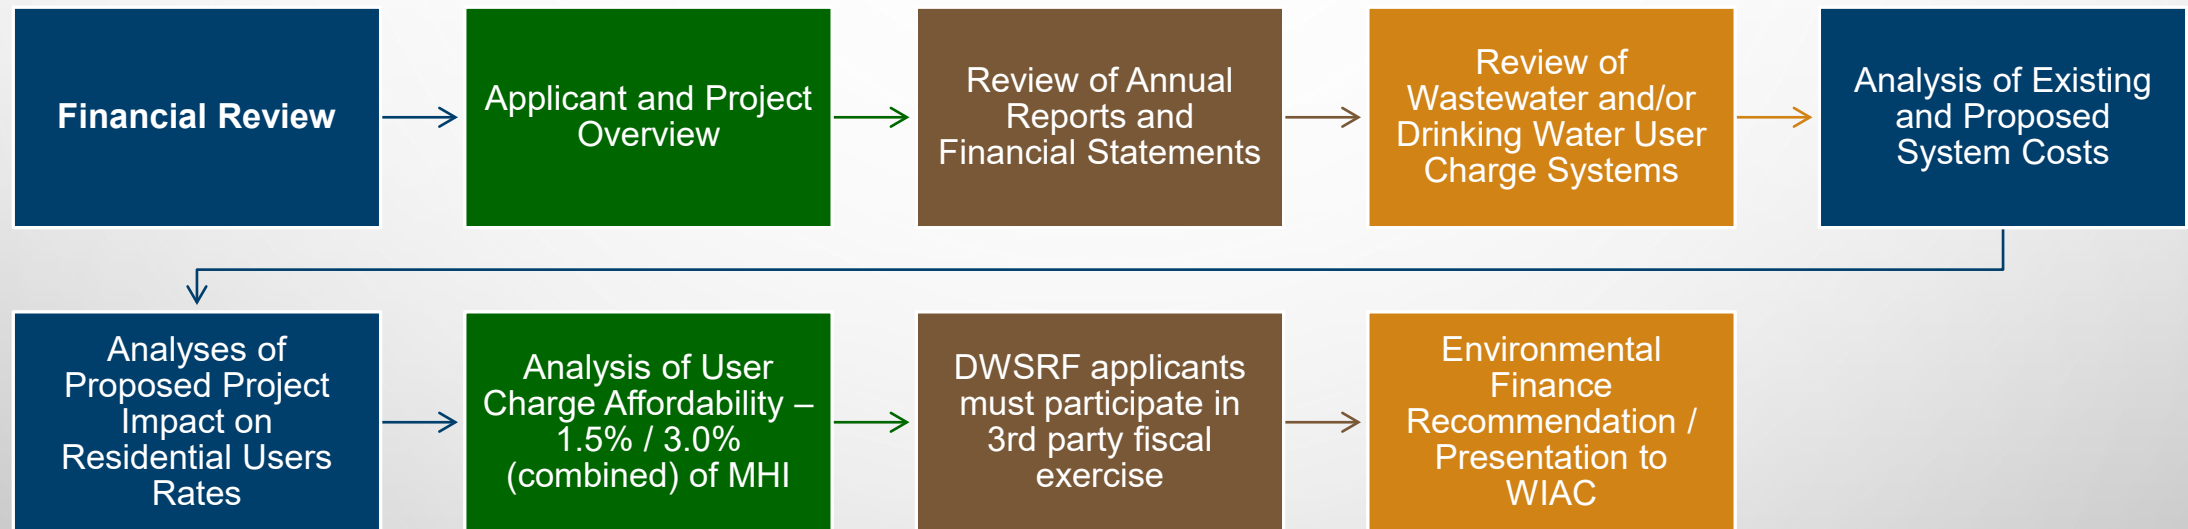 Financial Review
Applicant and Project
Overview
Review of Annual
Reports and
Financial Statements
Review of
Wastewater and/or
Drinking Water User
Charge Systems
Analysis of Existing
and Proposed
System Costs
Analyses of
Proposed Project
Impact on
Residential Users
Rates
Analysis of User
Charge Affordability –
1.5% / 3.0%
(combined) of MHI
DWSRF applicants
must participate in
3rd party fiscal
exercise
Environmental
Finance
Recommendation /
Presentation to
WIAC